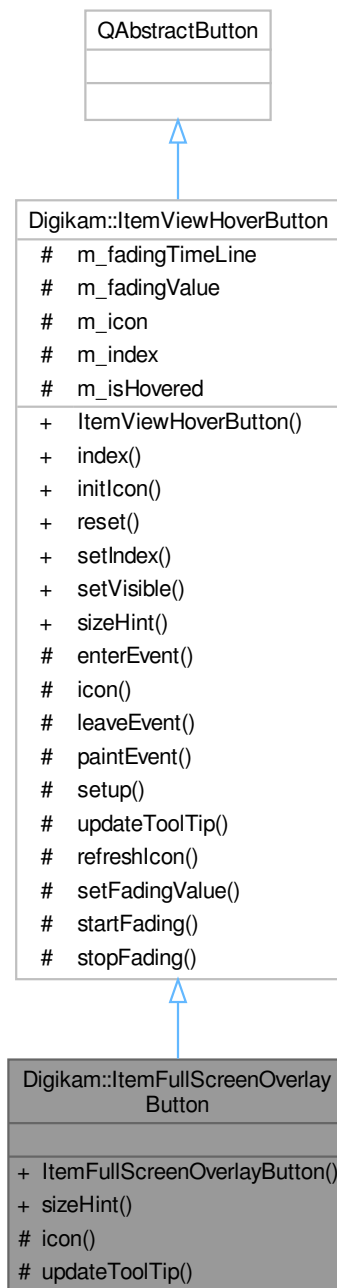 QAbstractButton
Digikam::ItemViewHoverButton
# m_fadingTimeLine
# m_fadingValue
# m_icon
# m_index
# m_isHovered
+ ItemViewHoverButton()
+ index()
+ initIcon()
+ reset()
+ setIndex()
+ setVisible()
+ sizeHint()
# enterEvent()
# icon()
# leaveEvent()
# paintEvent()
# setup()
# updateToolTip()
# refreshIcon()
# setFadingValue()
# startFading()
# stopFading()
Digikam::ItemFullScreenOverlay
Button
+ ItemFullScreenOverlayButton()
+ sizeHint()
# icon()
# updateToolTip()